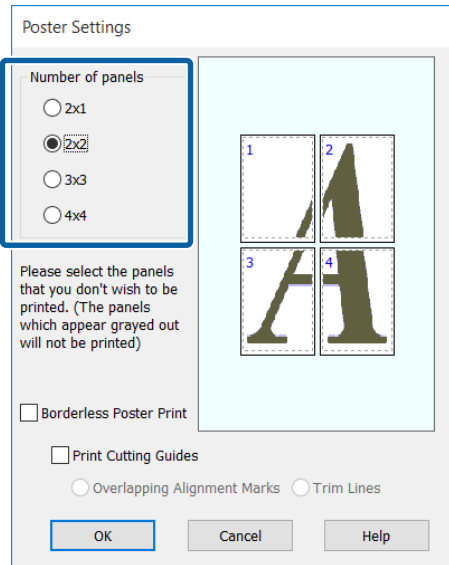 Poster Settings
Number of panels
2x1
2x2
3x3
4x4
1
2
3
4
Please select the panels
that you don't wish to be
printed. (The panels
which appear grayed out
will not be printed)
Borderless Poster Print
Print Cutting Guides
Overlapping Alignment Marks Trim Lines
OK Cancel Help